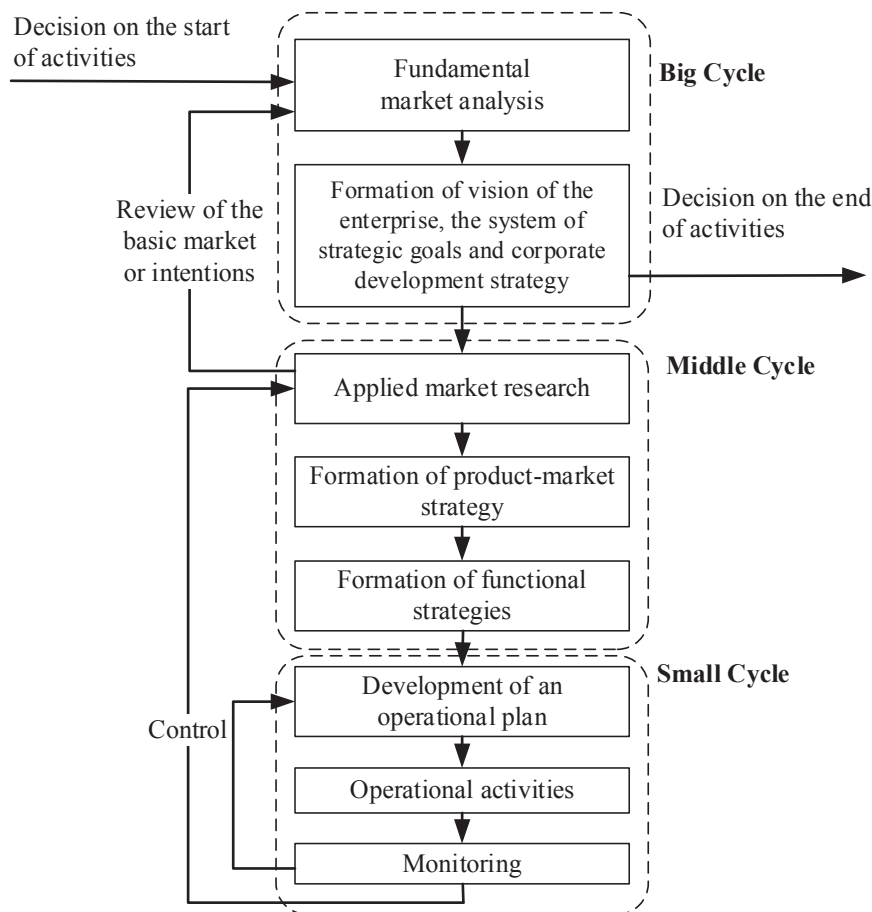 Decision on the start
of activities
Fundamental
market analysis
Big Cycle
Formation of vision of the
enterprise, the system of
strategic goals and corporate
development strategy
Decision on the end
of activities
Review of the
basic market
or intentions
Applied market research
Middle Cycle
Formation of product-market
strategy
Formation of functional
strategies
Small Cycle
Development of an
operational plan
Control
Operational activities
Monitoring